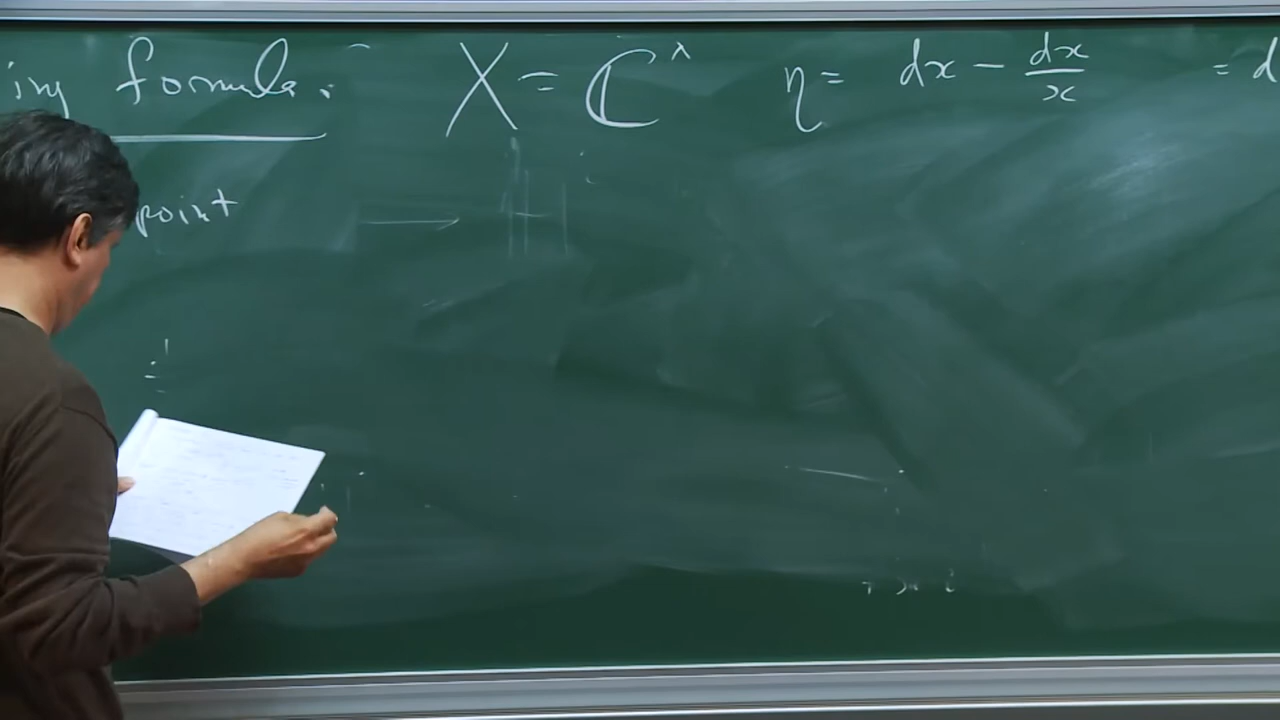 ing formula: X = ℂ^× η = dx - dx/x = d
point